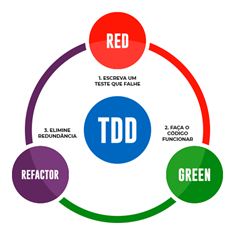 RED
1. ESCREVA UM
TESTE QUE FALHE
TDD
3. ELIMINE
REDUNDÂNCIA
2. FAÇA O
CÓDIGO
FUNCIONAR
REFACTOR
GREEN